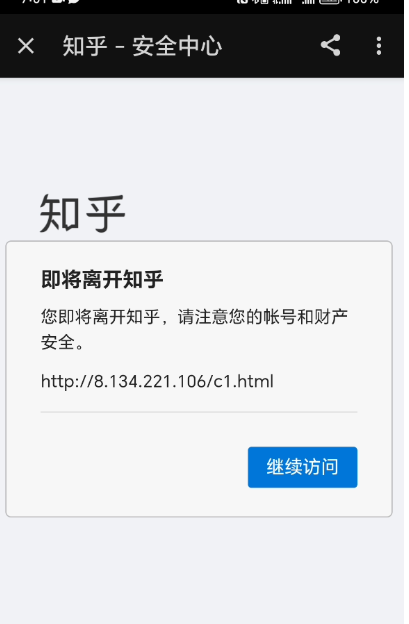 知乎 - 安全中心
知乎
即将离开知乎
您即将离开知乎，请注意您的帐号和财产
安全。
http://8.134.221.106/c1.html
继续访问